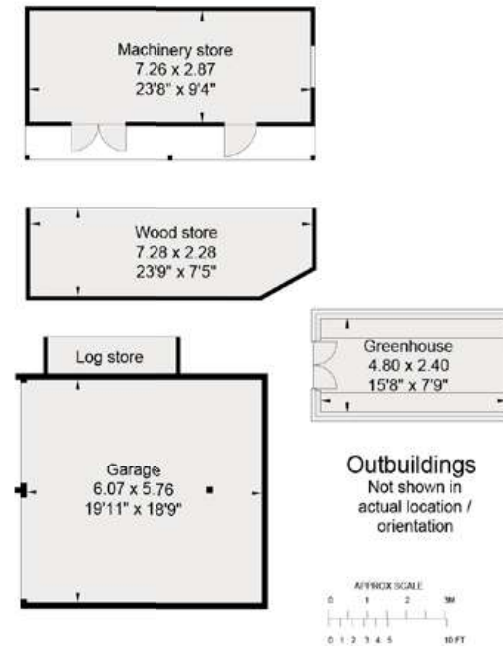 Machinery store
7.26 x 2.87
23'8" x 9'4"
Wood store
7.28 x 2.28
23'9" x 7'5"
Log store
Greenhouse
4.80 x 2.40
15'8" x 7'9"
Garage
6.07 x 5.76
19'11" x 18'9"
Outbuildings
Not shown in
actual location /
orientation
APPROX SCALE
0 1 2 3M
0 1 2 3 4 5 10 FT